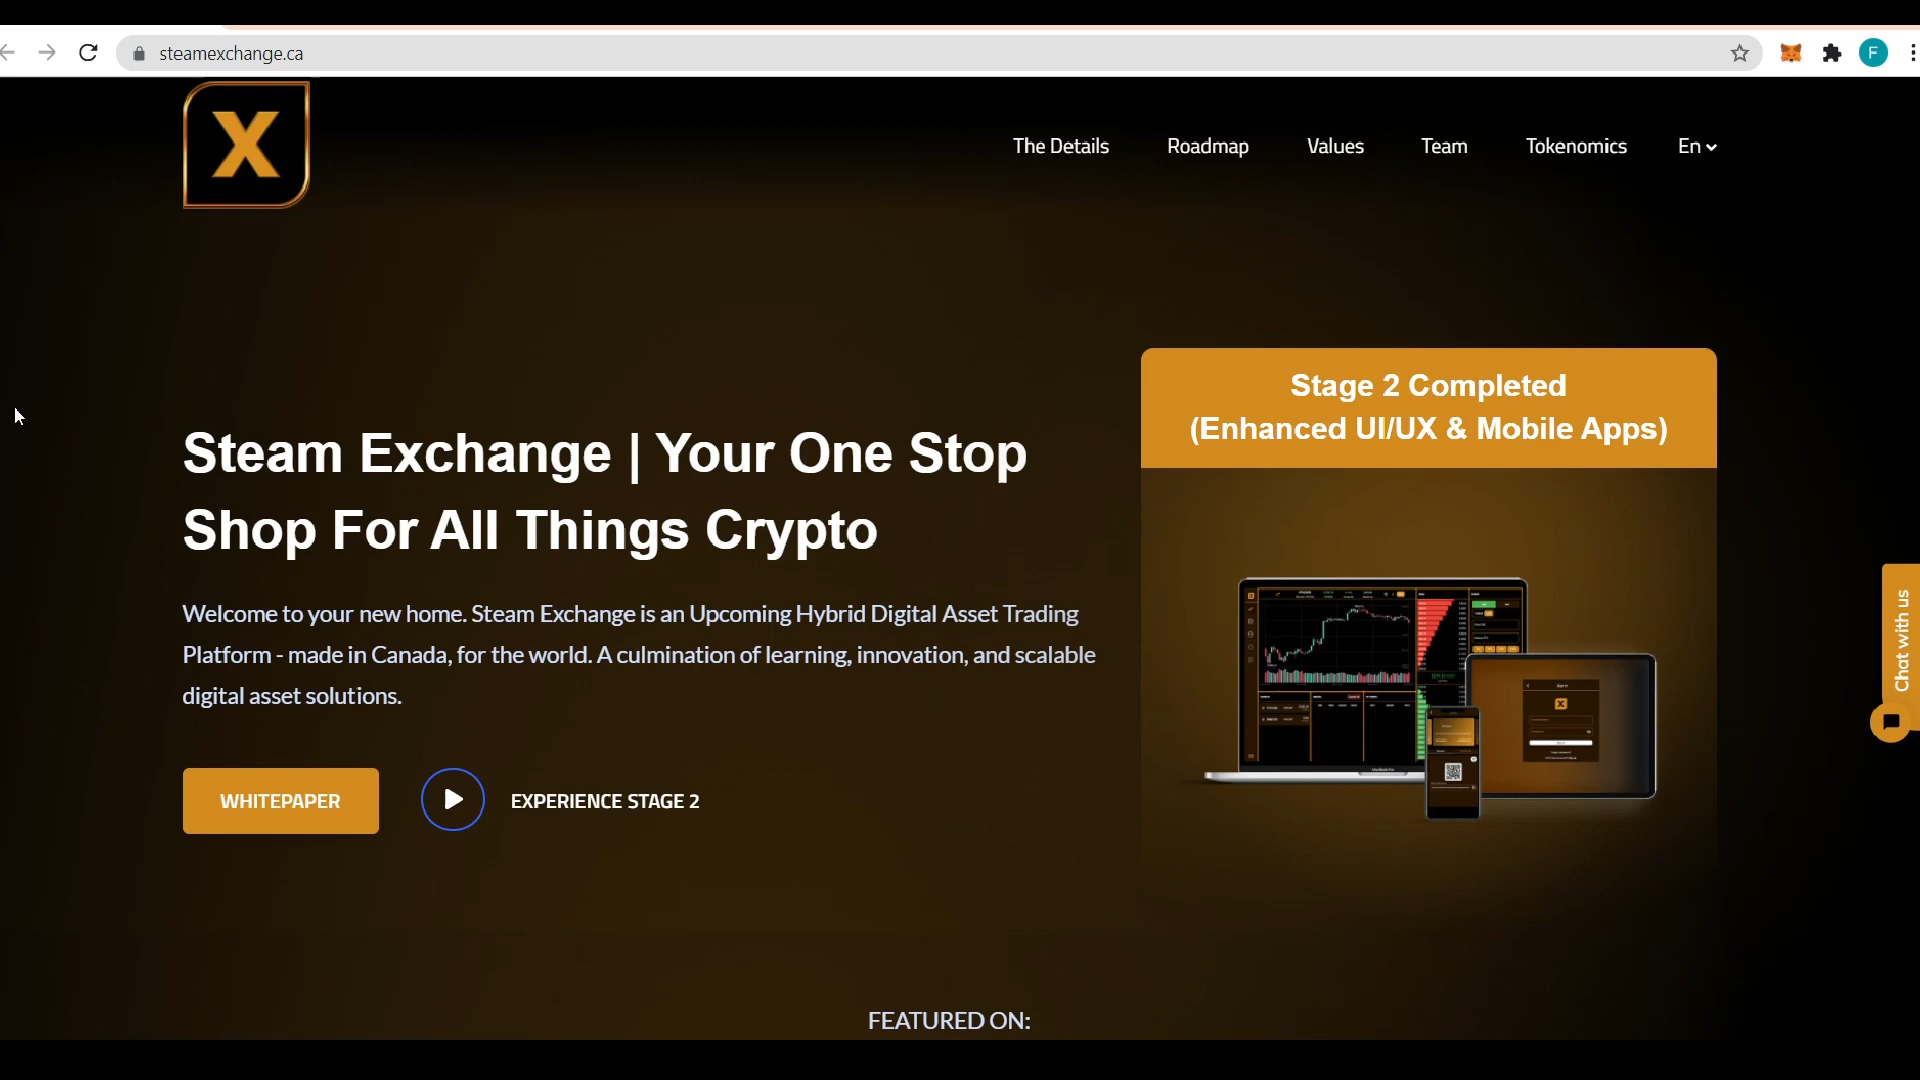 steamexchange.ca
F
X
The Details
Roadmap
Values
Team
Tokenomics
En
Stage 2 Completed
(Enhanced UI/UX & Mobile Apps)
Steam Exchange | Your One Stop
Shop For All Things Crypto
Welcome to your new home. Steam Exchange is an Upcoming Hybrid Digital Asset Trading
Platform - made in Canada, for the world. A culmination of learning, innovation, and scalable
digital asset solutions.
WHITEPAPER
EXPERIENCE STAGE 2
Chat with us
FEATURED ON: